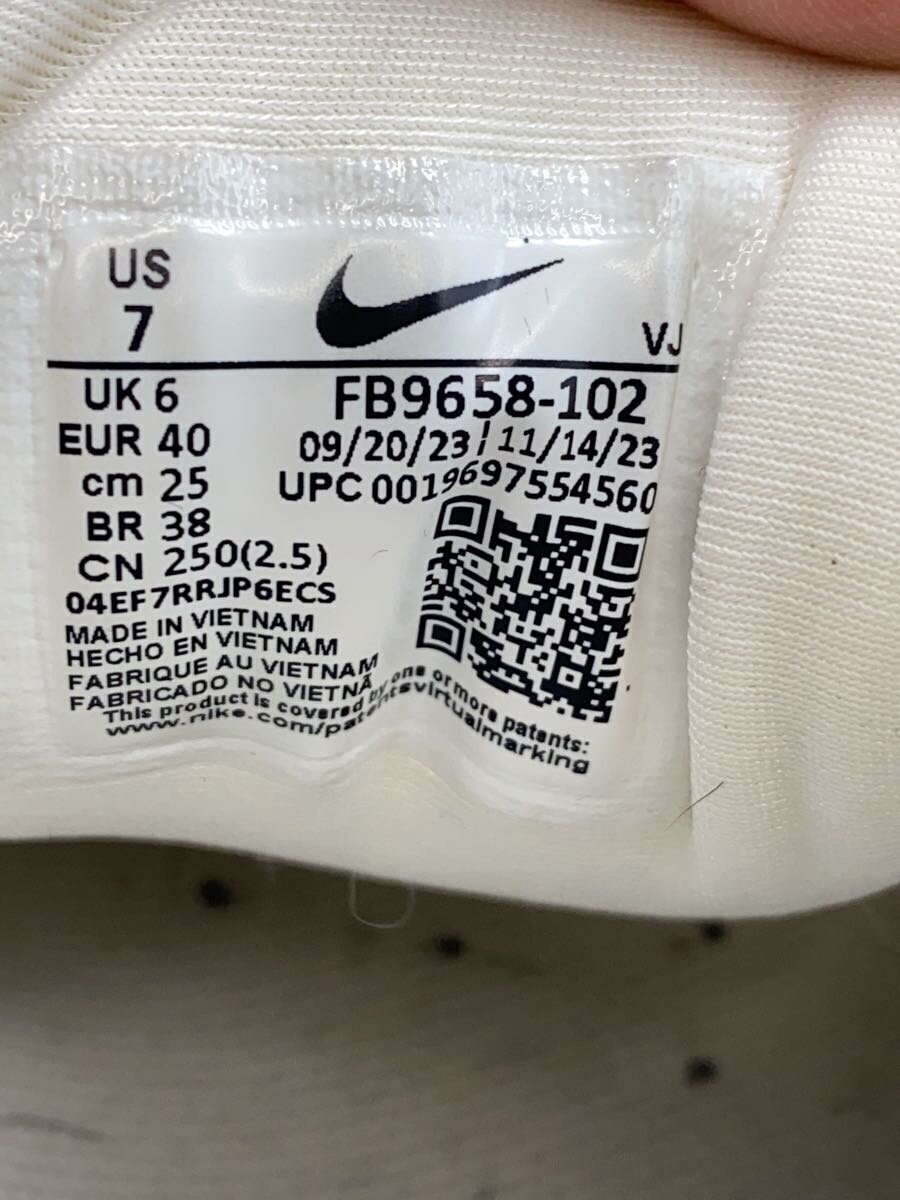 US
7
VJ
UK 6
EUR 40
cm 25
BR 38
CN 250(2.5)
FB9658-102
09/20/23 / 11/14/23
UPC 00196975554560
04EF7RRJP6ECS
MADE IN VIETNAM
HECHO EN VIETNAM
FABRIQUE AU VIETNAM
FABRICADO NO VIETNÃ
This product is covered by one or more patents:
www.nike.com/patentsvirtualmarking